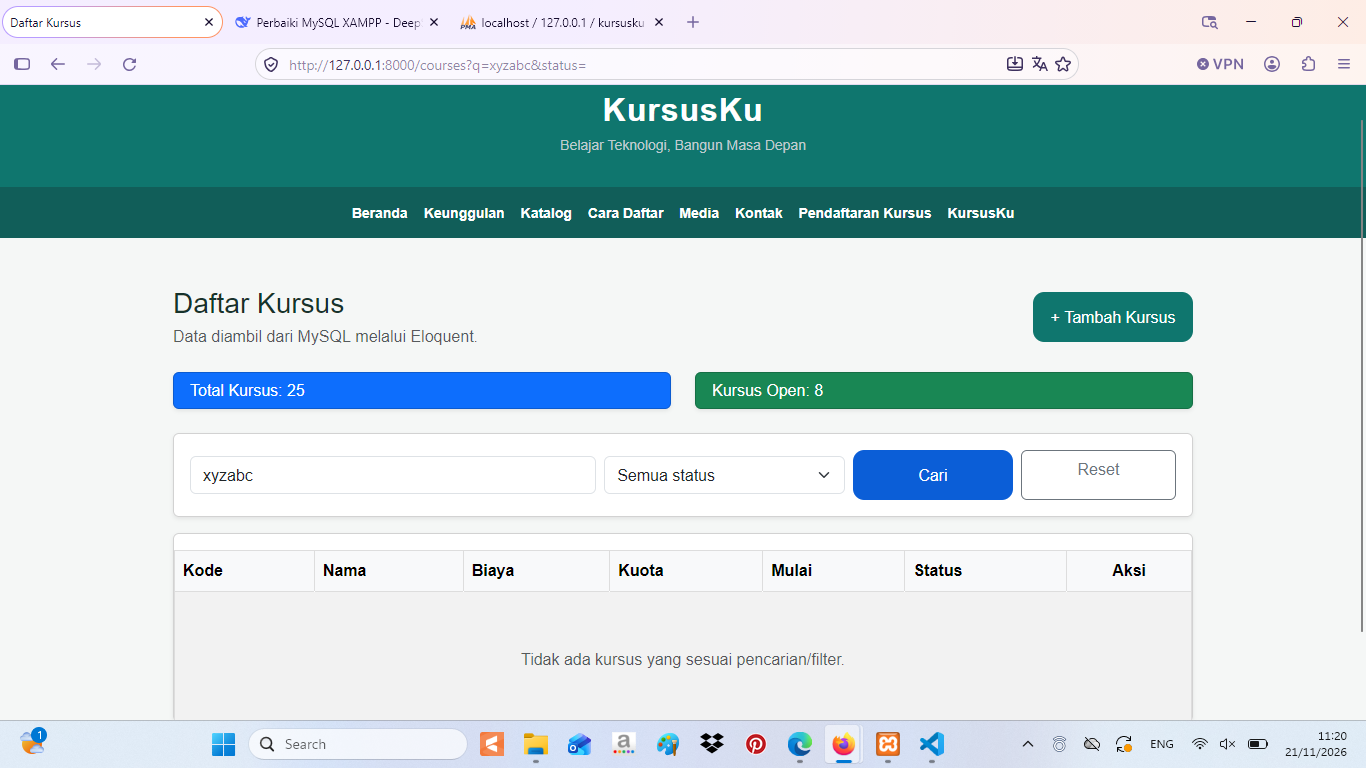 Daftar Kursus
Perbaiki MySQL XAMPP - Deep
PMA
localhost / 127.0.0.1 / kursusku
http://127.0.0.1:8000/courses?q=xyzabc&status=
VPN
KursusKu
Belajar Teknologi, Bangun Masa Depan
Beranda Keunggulan Katalog Cara Daftar Media Kontak Pendaftaran Kursus KursusKu
Daftar Kursus
Data diambil dari MySQL melalui Eloquent.
+ Tambah Kursus
Total Kursus: 25
Kursus Open: 8
xyzabc
Semua status
Cari
Reset
Kode Nama Biaya Kuota Mulai Status Aksi
Tidak ada kursus yang sesuai pencarian/filter.
1
Search
a
ENG
11:20
21/11/2026